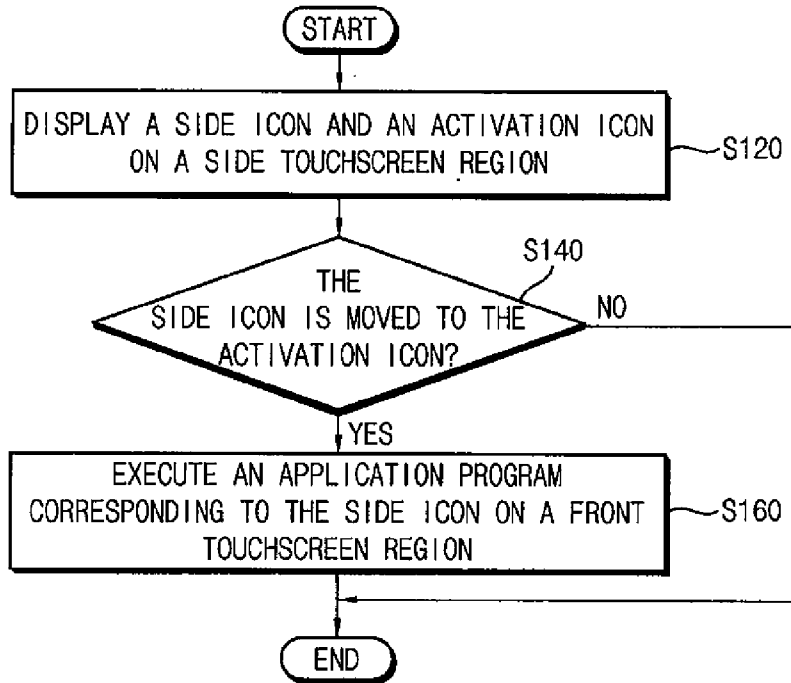 START
DISPLAY A SIDE ICON AND AN ACTIVATION ICON
ON A SIDE TOUCHSCREEN REGION
S120
S140
THE
SIDE ICON IS MOVED TO THE
ACTIVATION ICON?
NO
YES
EXECUTE AN APPLICATION PROGRAM
CORRESPONDING TO THE SIDE ICON ON A FRONT
TOUCHSCREEN REGION
S160
END